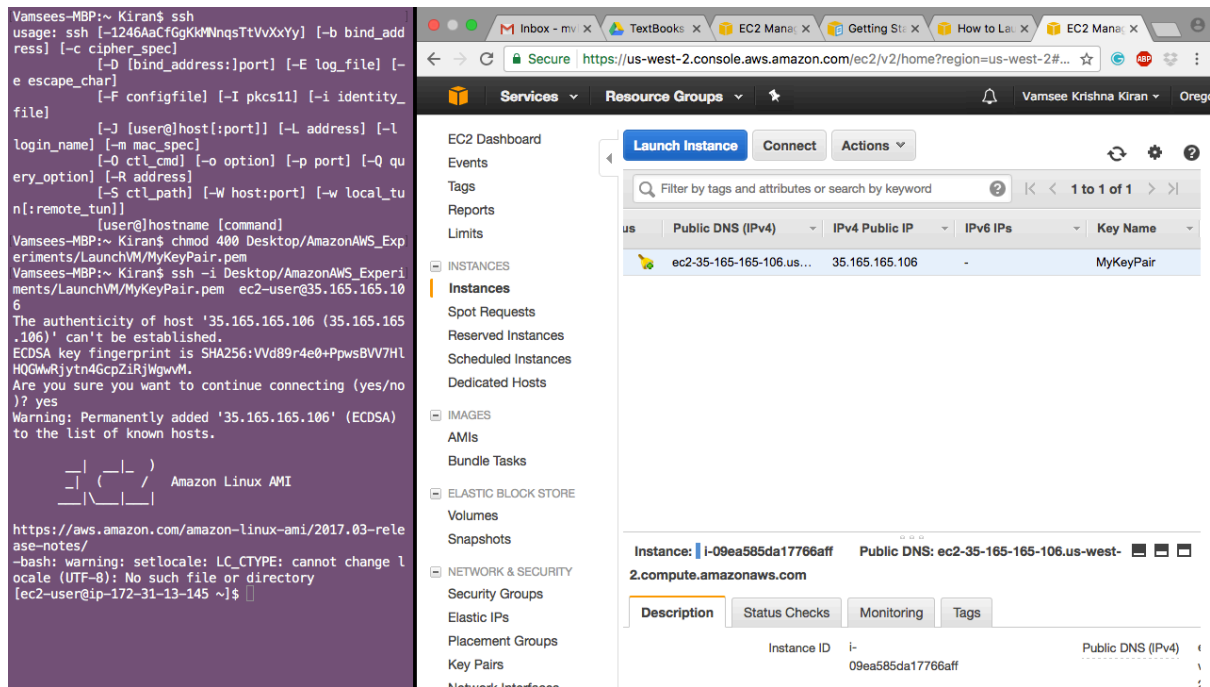 Vamsees-MBP:~ Kiran$ ssh
usage: ssh [-1246AaCfGgKkMNnqsTtVvXxYy] [-b bind_add
ress] [-c cipher_spec]
           [-D [bind_address:]port] [-E log_file] [-
e escape_char]
           [-F configfile] [-I pkcs11] [-i identity_
file]
           [-J [user@]host[:port]] [-L address] [-l
login_name] [-m mac_spec]
           [-O ctl_cmd] [-o option] [-p port] [-Q qu
ery_option] [-R address]
           [-S ctl_path] [-W host:port] [-w local_tu
n[:remote_tun]]
           [user@]hostname [command]
Vamsees-MBP:~ Kiran$ chmod 400 Desktop/AmazonAWS_Exp
eriments/LaunchVM/MyKeyPair.pem
Vamsees-MBP:~ Kiran$ ssh -i Desktop/AmazonAWS_Experi
ments/LaunchVM/MyKeyPair.pem  ec2-user@35.165.165.10
6
The authenticity of host '35.165.165.106 (35.165.165
.106)' can't be established.
ECDSA key fingerprint is SHA256:VVd89r4e0+PpwsBVV7Hl
HQGWwRjytn4GcpZiRjWgwvM.
Are you sure you want to continue connecting (yes/no
)? yes
Warning: Permanently added '35.165.165.106' (ECDSA)
to the list of known hosts.
       __|  __|_  )
       _|  (     /   Amazon Linux AMI
      ___|\___|___|
https://aws.amazon.com/amazon-linux-ami/2017.03-rele
ase-notes/
-bash: warning: setlocale: LC_CTYPE: cannot change l
ocale (UTF-8): No such file or directory
[ec2-user@ip-172-31-13-145 ~]$
Inbox - mv
TextBooks
EC2 Manag
Getting Sta
How to Lau
EC2 Manag
Secure
https://us-west-2.console.aws.amazon.com/ec2/v2/home?region=us-west-2#...
ABP
Services
Resource Groups
Vamsee Krishna Kiran
Orego
EC2 Dashboard
Events
Tags
Reports
Limits
INSTANCES
Instances
Spot Requests
Reserved Instances
Scheduled Instances
Dedicated Hosts
IMAGES
AMIs
Bundle Tasks
ELASTIC BLOCK STORE
Volumes
Snapshots
NETWORK & SECURITY
Security Groups
Elastic IPs
Placement Groups
Key Pairs
Network Interfaces
Launch Instance
Connect
Actions
Filter by tags and attributes or search by keyword
1 to 1 of 1
us
Public DNS (IPv4)
IPv4 Public IP
IPv6 IPs
Key Name
ec2-35-165-165-106.us...
35.165.165.106
-
MyKeyPair
Instance: i-09ea585da17766aff Public DNS: ec2-35-165-165-106.us-west-
2.compute.amazonaws.com
Description
Status Checks
Monitoring
Tags
Instance ID
i-
09ea585da17766aff
Public DNS (IPv4)